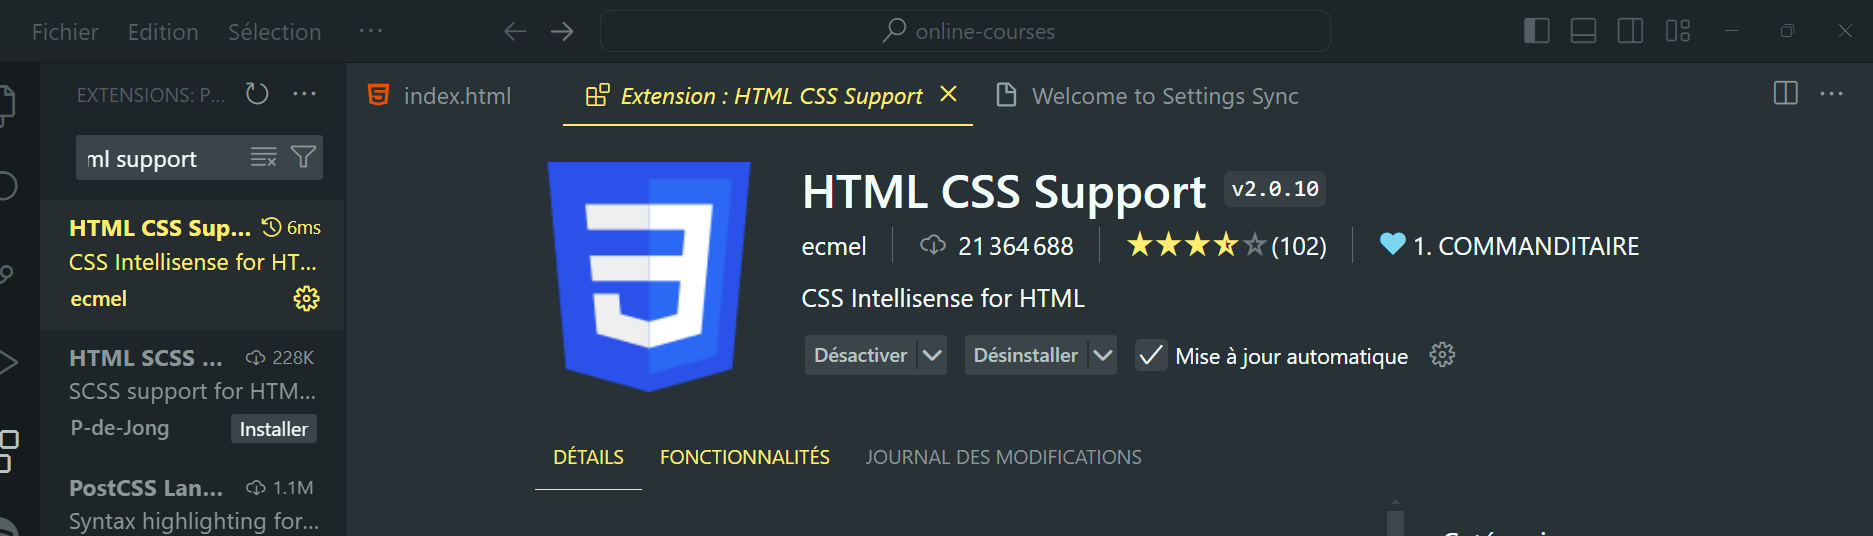 Fichier Edition Sélection ···
online-courses
EXTENSIONS: P... ···
ml support
HTML CSS Sup... 6ms
CSS Intellisense for HT...
ecmel
HTML SCSS ... 228K
SCSS support for HTM...
P-de-Jong Installer
PostCSS Lan... 1.1M
Syntax highlighting for...
index.html
Extension : HTML CSS Support
Welcome to Settings Sync ···
HTML CSS Support v2.0.10
ecmel 21 364 688 (102) 1. COMMANDITAIRE
CSS Intellisense for HTML
Désactiver Désinstaller Mise à jour automatique
DÉTAILS FONCTIONNALITÉS JOURNAL DES MODIFICATIONS